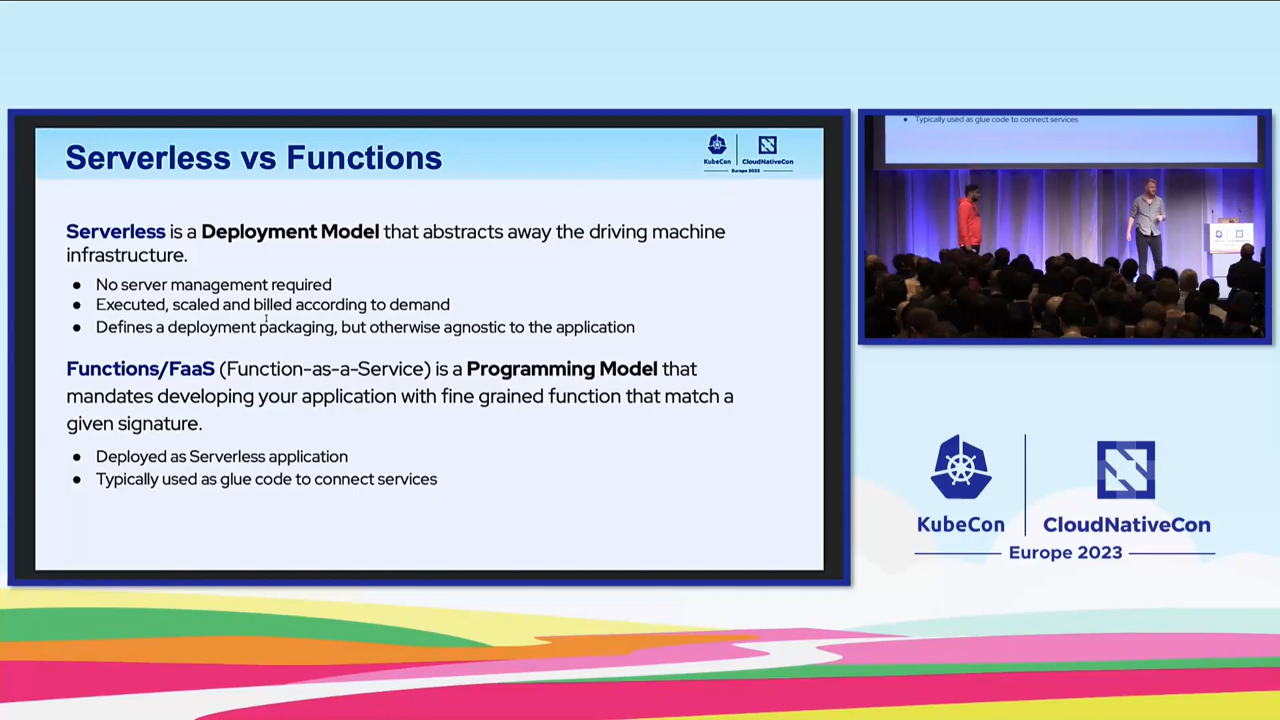 Serverless vs Functions
KubeCon
CloudNativeCon
Europe 2023
Serverless is a Deployment Model that abstracts away the driving machine
infrastructure.
● No server management required
● Executed, scaled and billed according to demand
● Defines a deployment packaging, but otherwise agnostic to the application
Functions/FaaS (Function-as-a-Service) is a Programming Model that
mandates developing your application with fine grained function that match a
given signature.
● Deployed as Serverless application
● Typically used as glue code to connect services
● Typically used as glue code to connect services
KubeCon
CloudNativeCon
Europe 2023